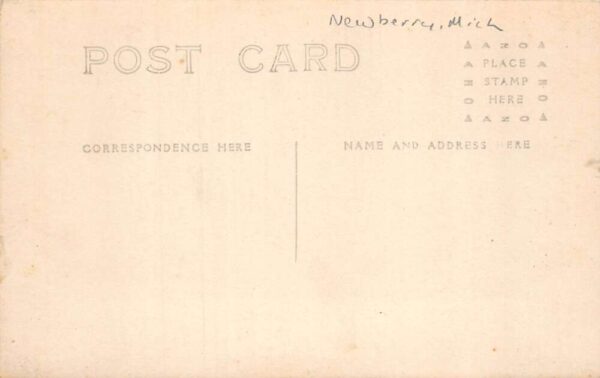 Newberry, Mich
POST CARD
AZO
PLACE
STAMP
HERE
AZO
CORRESPONDENCE HERE
NAME AND ADDRESS HERE